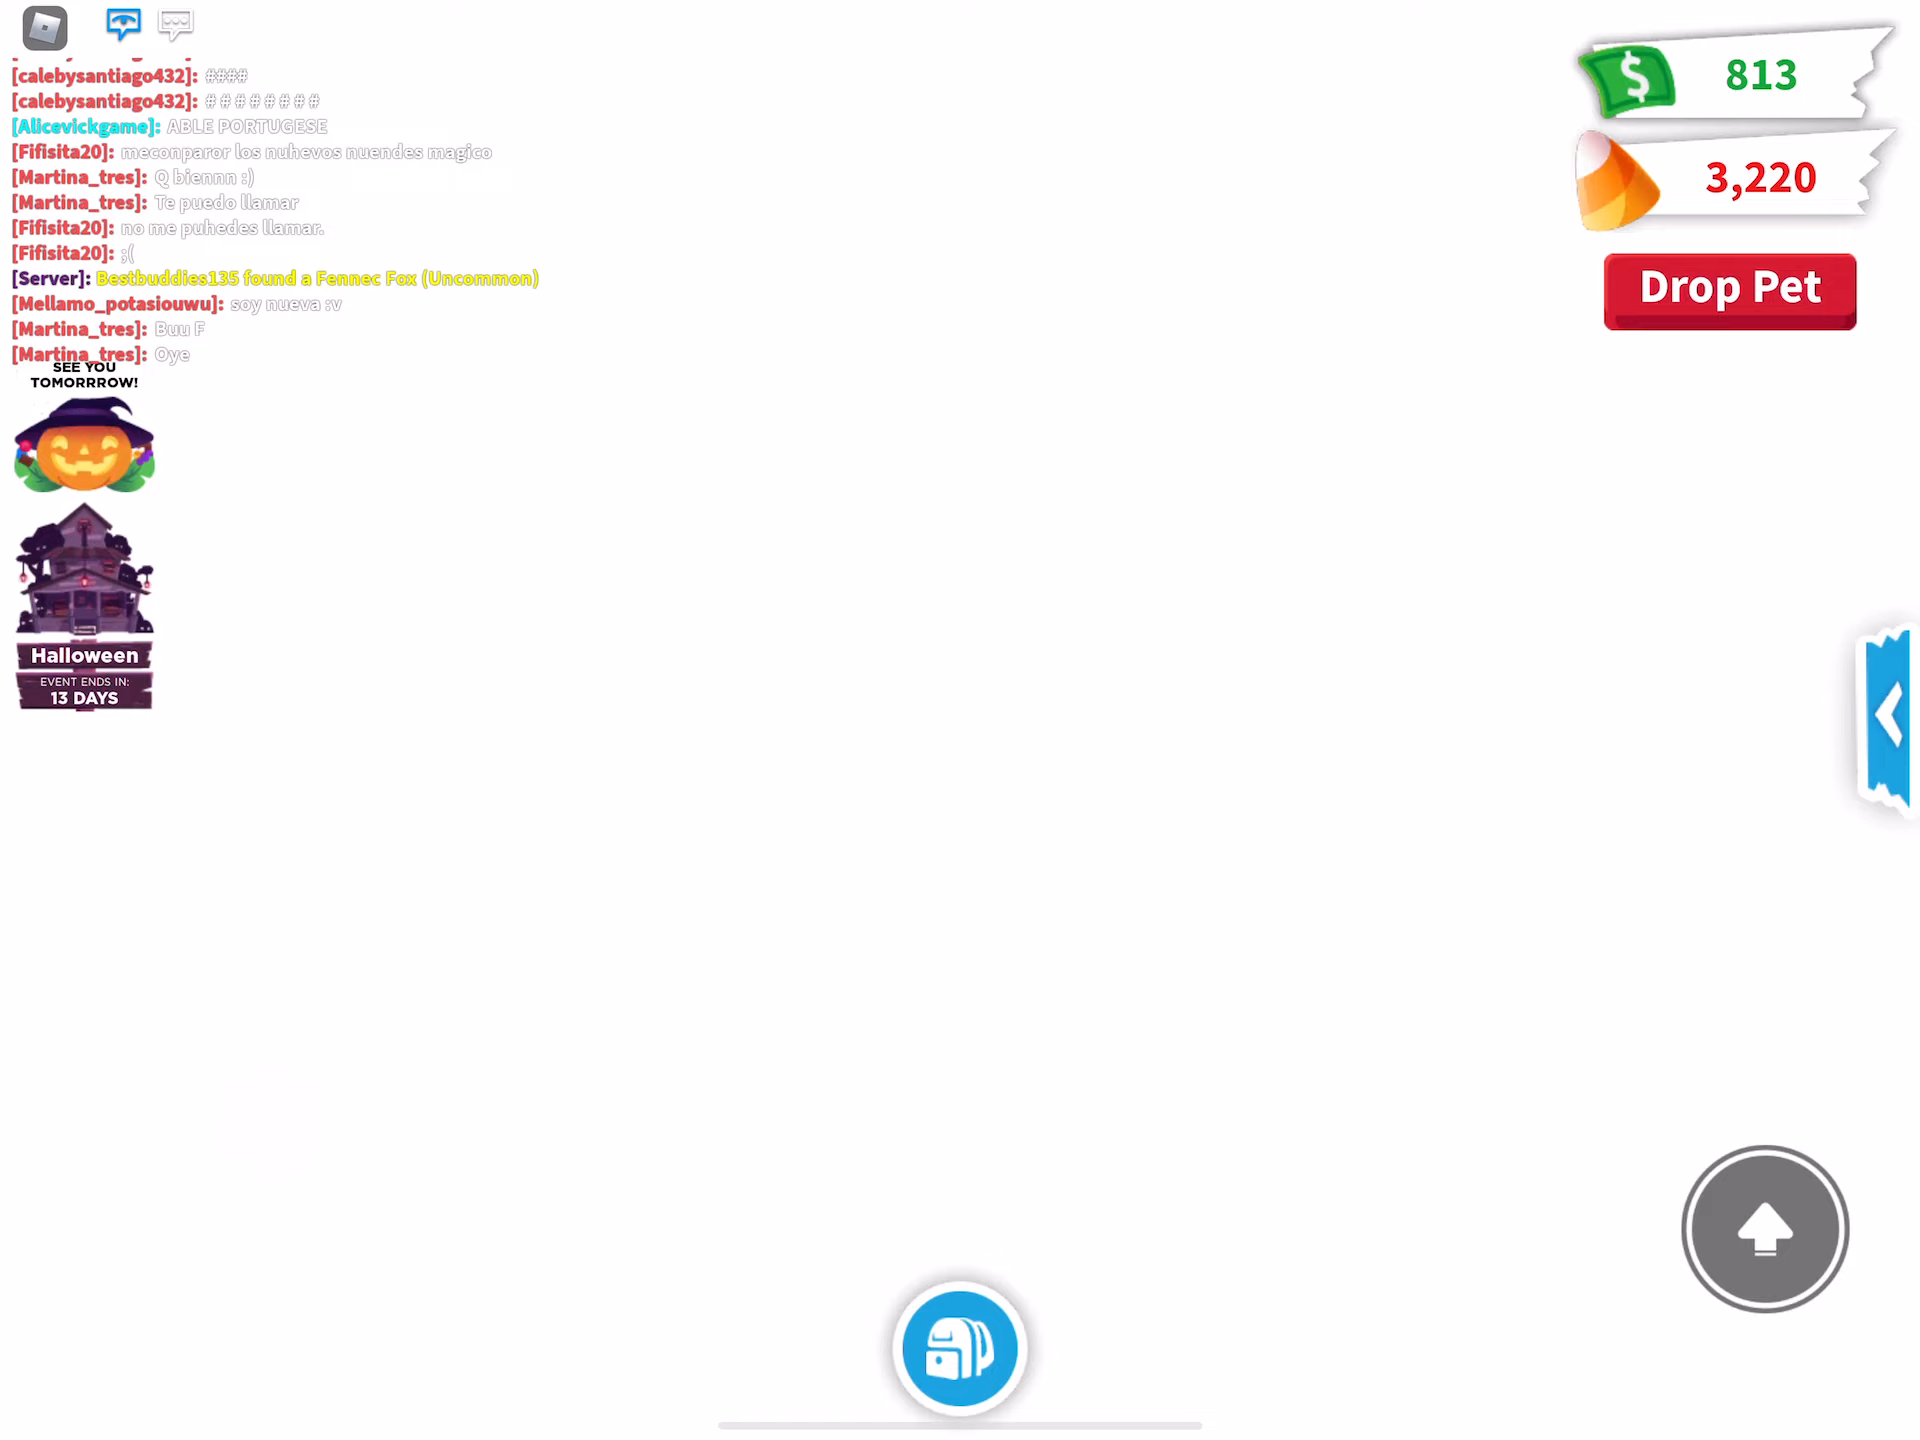 [calebysantiago432]: ####
[calebysantiago432]: # # # # # # # #
[Alicevickgame]: ABLE PORTUGESE
[Fifisita20]: meconparor los nuhevos nuendes magico
[Martina_tres]: Q biennn :)
[Martina_tres]: Te puedo llamar
[Fifisita20]: no me puhedes llamar.
[Fifisita20]: ;(
[Server]: Bestbuddies135 found a Fennec Fox (Uncommon)
[Mellamo_potasiouwu]: soy nueva :v
[Martina_tres]: Buu F
[Martina_tres]: Oye
SEE YOU
TOMORRROW!
Halloween
EVENT ENDS IN:
13 DAYS
$ 813
3,220
Drop Pet